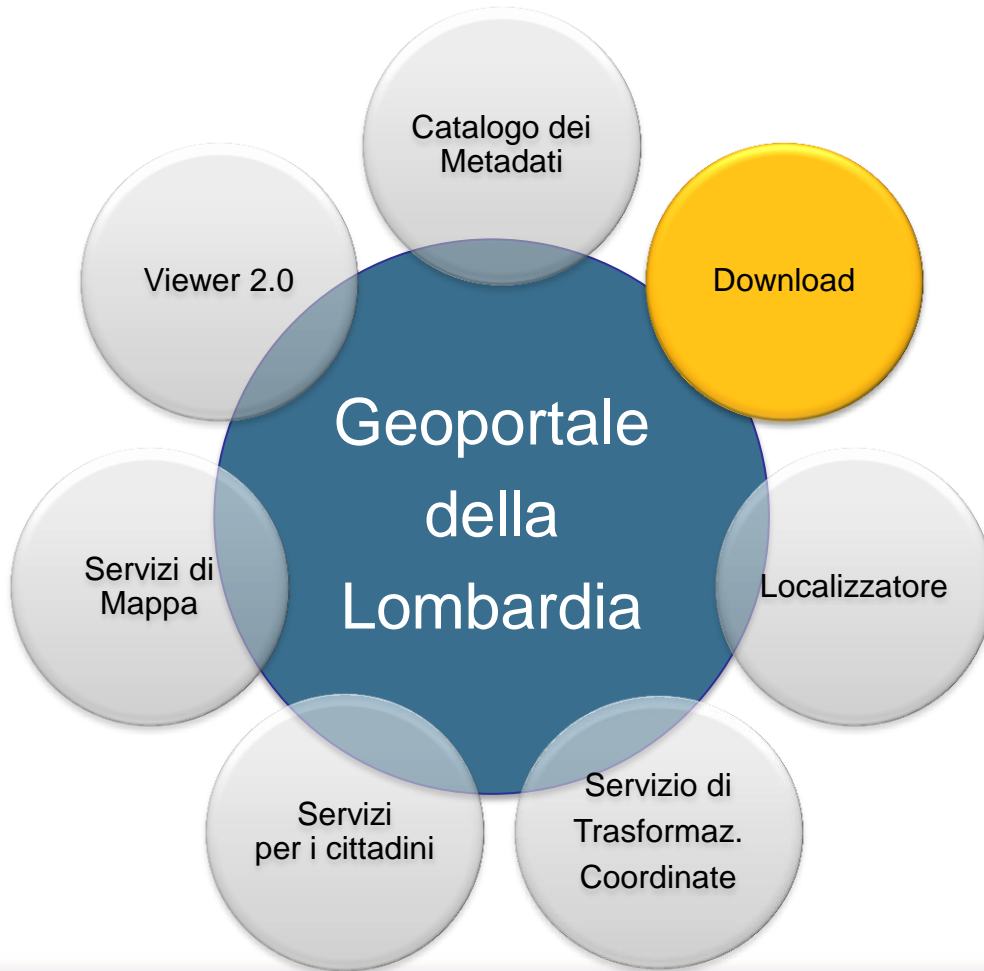 Catalogo dei
Metadati
Download
Viewer 2.0
Geoportale
della
Lombardia
Localizzatore
Servizi di
Mappa
Servizio di
Trasformaz.
Coordinate
Servizi
per i cittadini